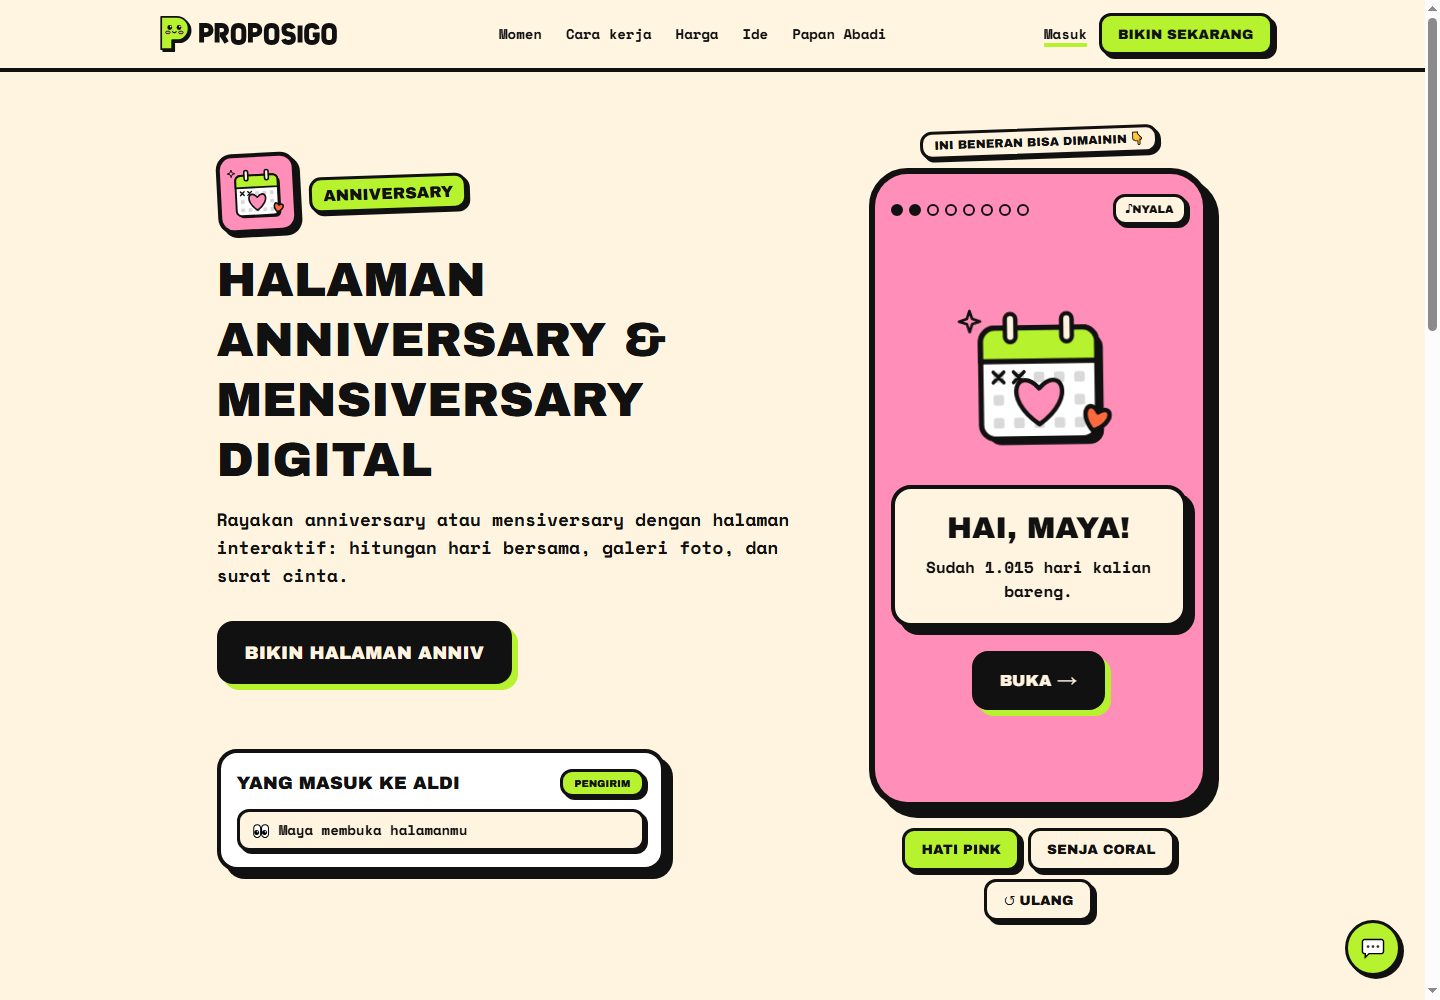 PROPOSIGO
Momen
Cara kerja
Harga
Ide
Papan Abadi
Masuk
BIKIN SEKARANG
ANNIVERSARY
HALAMAN
ANNIVERSARY &
MENSIVERSARY
DIGITAL
Rayakan anniversary atau mensiversary dengan halaman
interaktif: hitungan hari bersama, galeri foto, dan
surat cinta.
BIKIN HALAMAN ANNIV
YANG MASUK KE ALDI
PENGIRIM
👀 Maya membuka halamanmu
INI BENERAN BISA DIMAININ 👇
♪NYALA
HAI, MAYA!
Sudah 1.015 hari kalian
bareng.
BUKA →
HATI PINK
SENJA CORAL
↺ ULANG